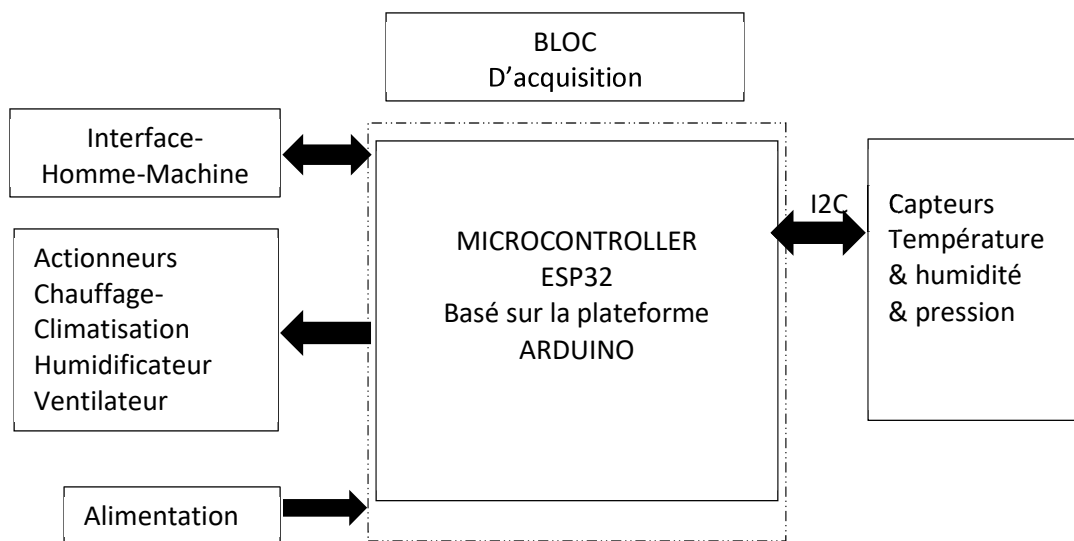 BLOC
D’acquisition
Interface-
Homme-Machine
Actionneurs
Chauffage-
Climatisation
Humidificateur
Ventilateur
Alimentation
MICROCONTROLLER
ESP32
Basé sur la plateforme
ARDUINO
I2C
Capteurs
Température
& humidité
& pression